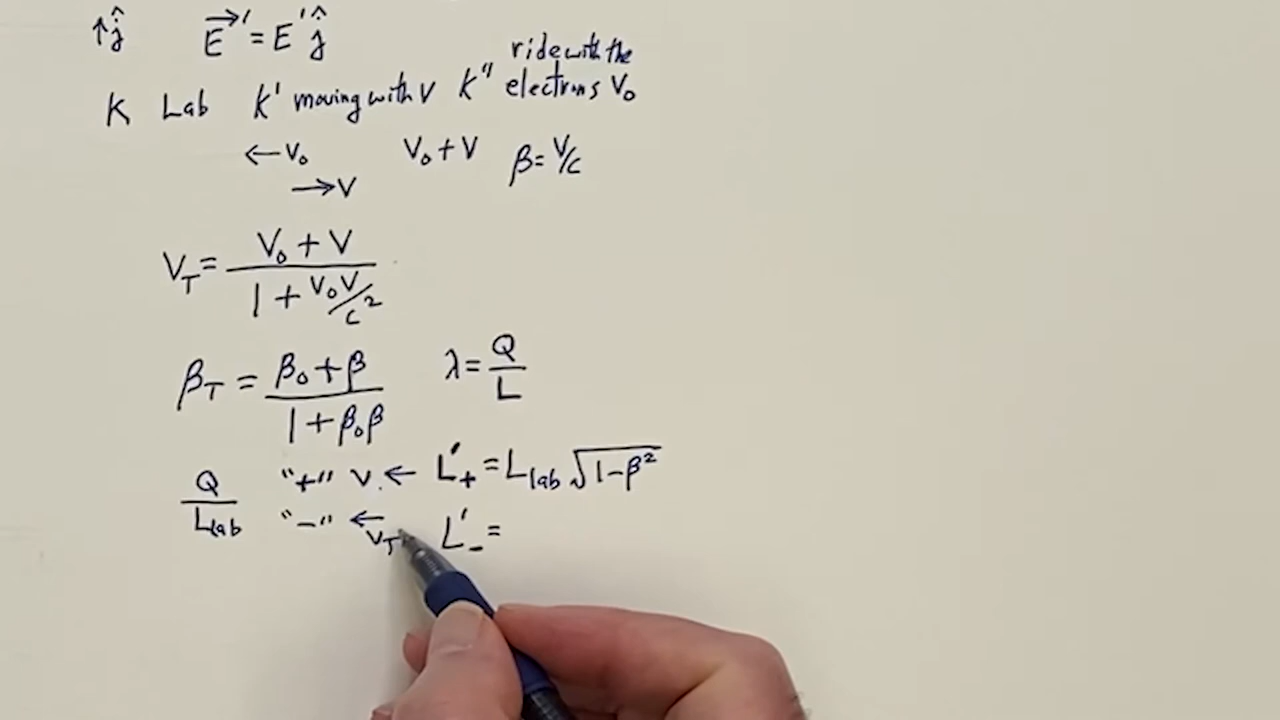 ↑ĵ E⃗' = E'ĵ
ride with the
K Lab K' moving with V K" electrons V₀
← V₀ V₀ + V β = V/c
→ V
V_T = (V₀ + V) / (1 + V₀V/c²)
β_T = (β₀ + β) / (1 + β₀β) λ = Q/L
Q/L_lab "+" V ← L'₊ = L_lab √(1-β²)
"-" ← V_T L'₋ =